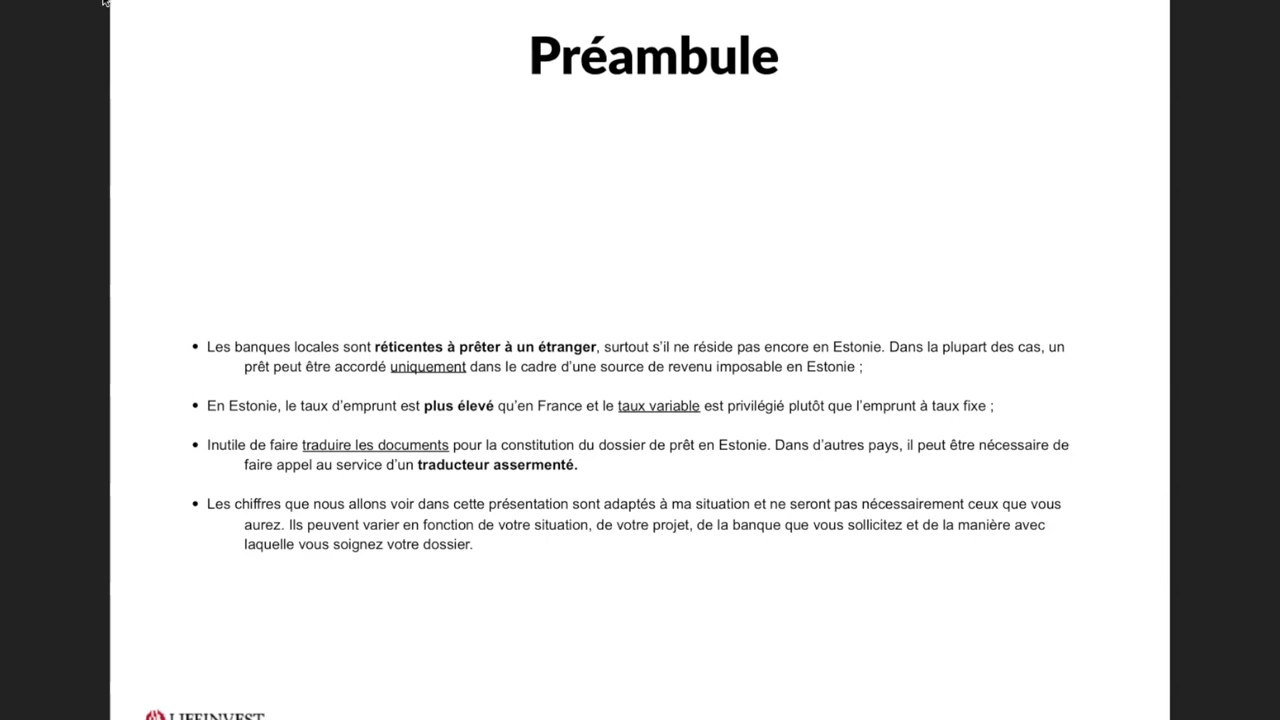 Préambule
• Les banques locales sont réticentes à prêter à un étranger, surtout s'il ne réside pas encore en Estonie. Dans la plupart des cas, un
prêt peut être accordé uniquement dans le cadre d'une source de revenu imposable en Estonie ;
• En Estonie, le taux d'emprunt est plus élevé qu'en France et le taux variable est privilégié plutôt que l'emprunt à taux fixe ;
• Inutile de faire traduire les documents pour la constitution du dossier de prêt en Estonie. Dans d'autres pays, il peut être nécessaire de
faire appel au service d'un traducteur assermenté.
• Les chiffres que nous allons voir dans cette présentation sont adaptés à ma situation et ne seront pas nécessairement ceux que vous
aurez. Ils peuvent varier en fonction de votre situation, de votre projet, de la banque que vous sollicitez et de la manière avec
laquelle vous soignez votre dossier.
LIFEINVEST